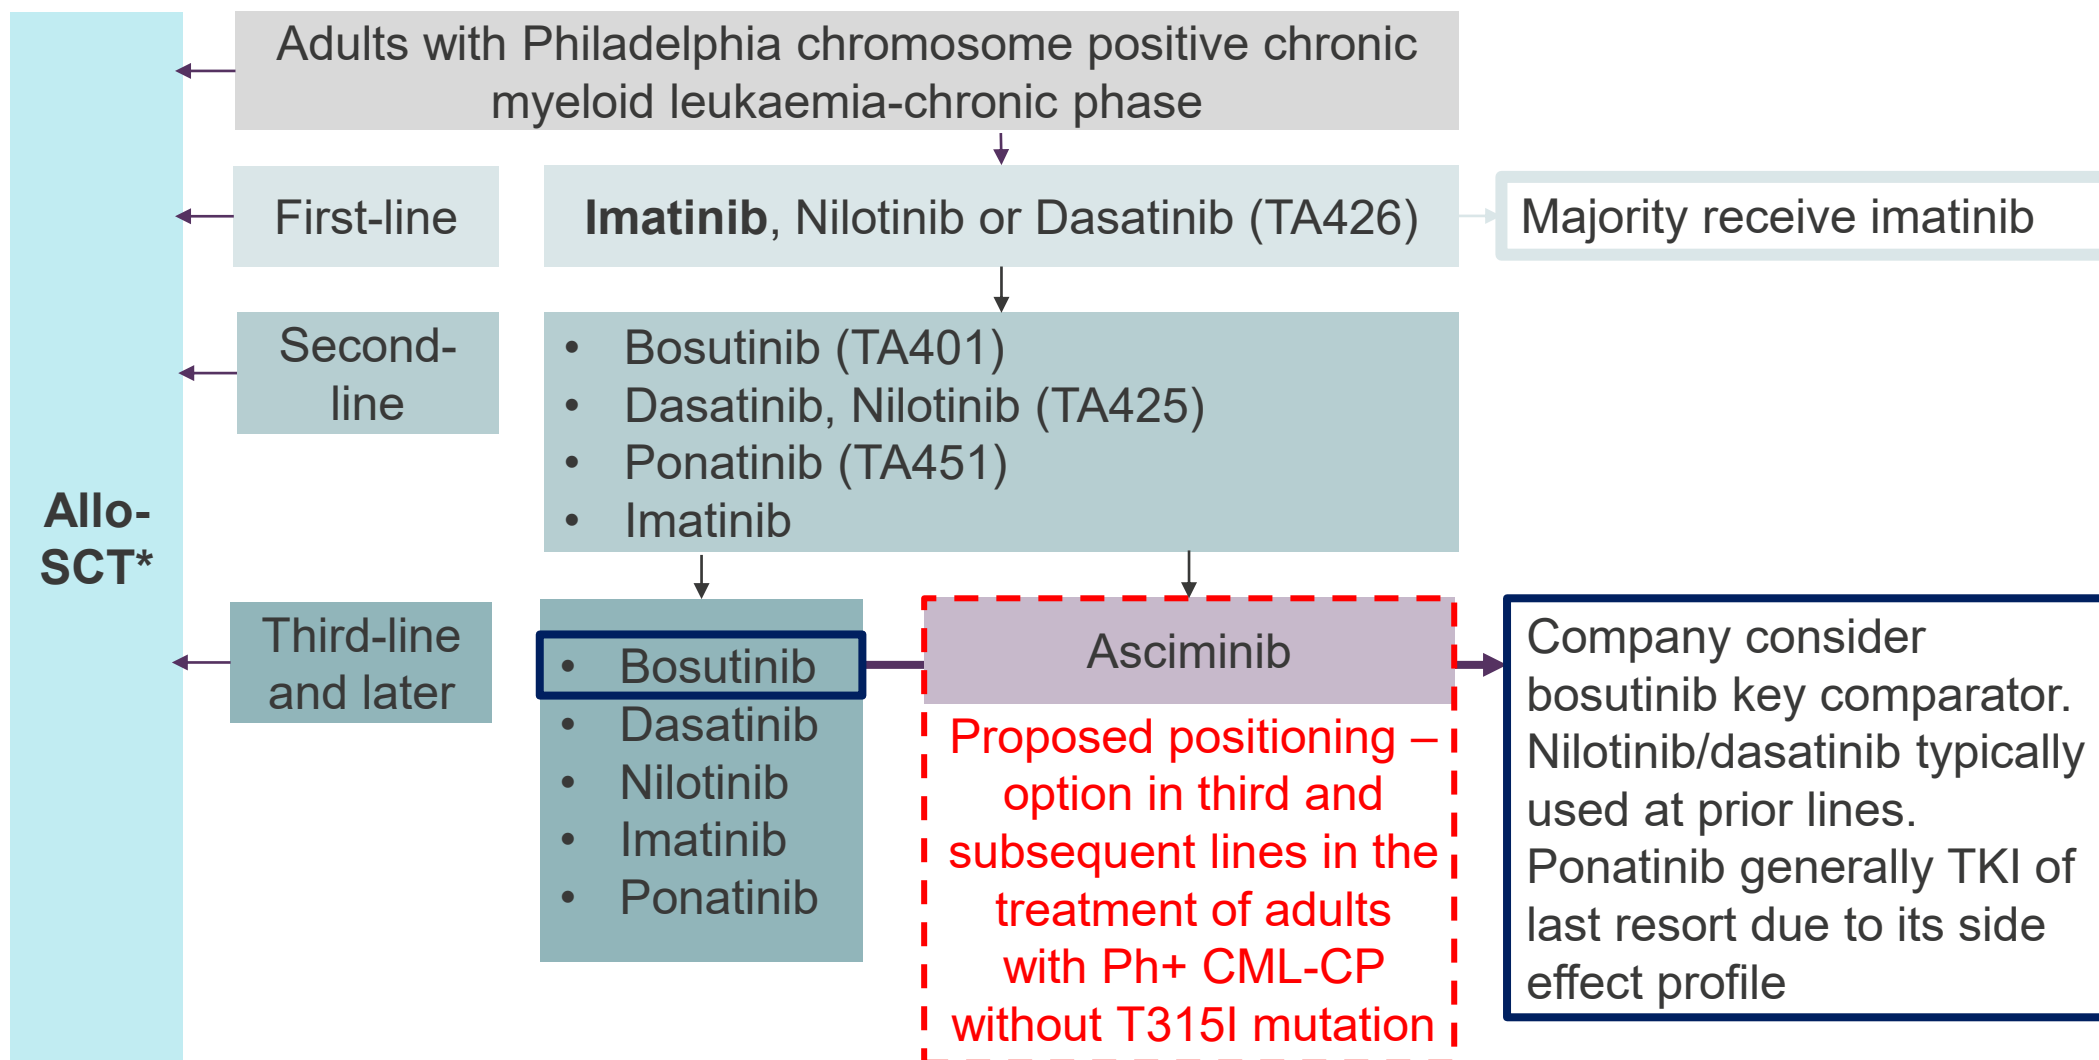 Adults with Philadelphia chromosome positive chronic
myeloid leukaemia-chronic phase
First-line
Imatinib, Nilotinib or Dasatinib (TA426)
Majority receive imatinib
Second-
line
• Bosutinib (TA401)
• Dasatinib, Nilotinib (TA425)
• Ponatinib (TA451)
• Imatinib
Allo-
SCT*
Third-line
and later
• Bosutinib
• Dasatinib
• Nilotinib
• Imatinib
• Ponatinib
Asciminib
Proposed positioning –
option in third and
subsequent lines in the
treatment of adults
with Ph+ CML-CP
without T315I mutation
Company consider
bosutinib key comparator.
Nilotinib/dasatinib typically
used at prior lines.
Ponatinib generally TKI of
last resort due to its side
effect profile